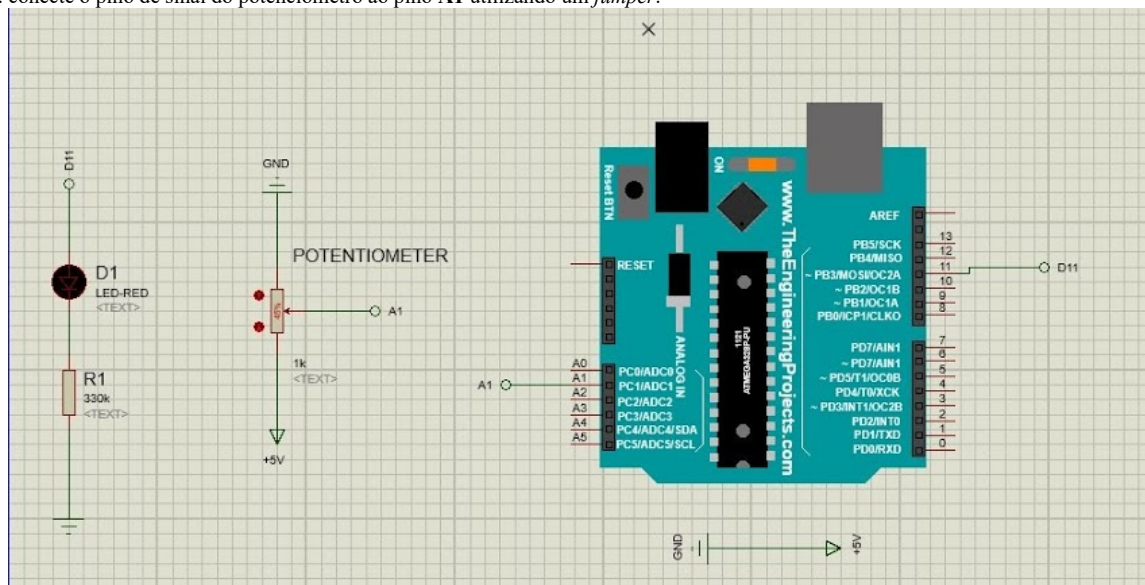 conecte o pino de sinal do potenciômetro ao pino A1 utilizando um jumper.
D11
D1
LED-RED
<TEXT>
R1
330k
<TEXT>
GND
POTENTIOMETER
45%
A1
1k
<TEXT>
+5V
A1
Reset BTN
ON
RESET
ANALOG IN
A0 PC0/ADC0
A1 PC1/ADC1
A2 PC2/ADC2
A3 PC3/ADC3
A4 PC4/ADC4/SDA
A5 PC5/ADC5/SCL
1121
ATMEGA328P-PU
www.TheEngineeringProjects.com
AREF
PB5/SCK 13
PB4/MISO 12
~ PB3/MOSI/OC2A 11
~ PB2/OC1B 10
~ PB1/OC1A 9
PB0/ICP1/CLKO 8
PD7/AIN1 7
~ PD7/AIN1 6
~ PD5/T1/OC0B 5
PD4/T0/XCK 4
~ PD3/INT1/OC2B 3
PD2/INT0 2
PD1/TXD 1
PD0/RXD 0
D11
GND
+5V